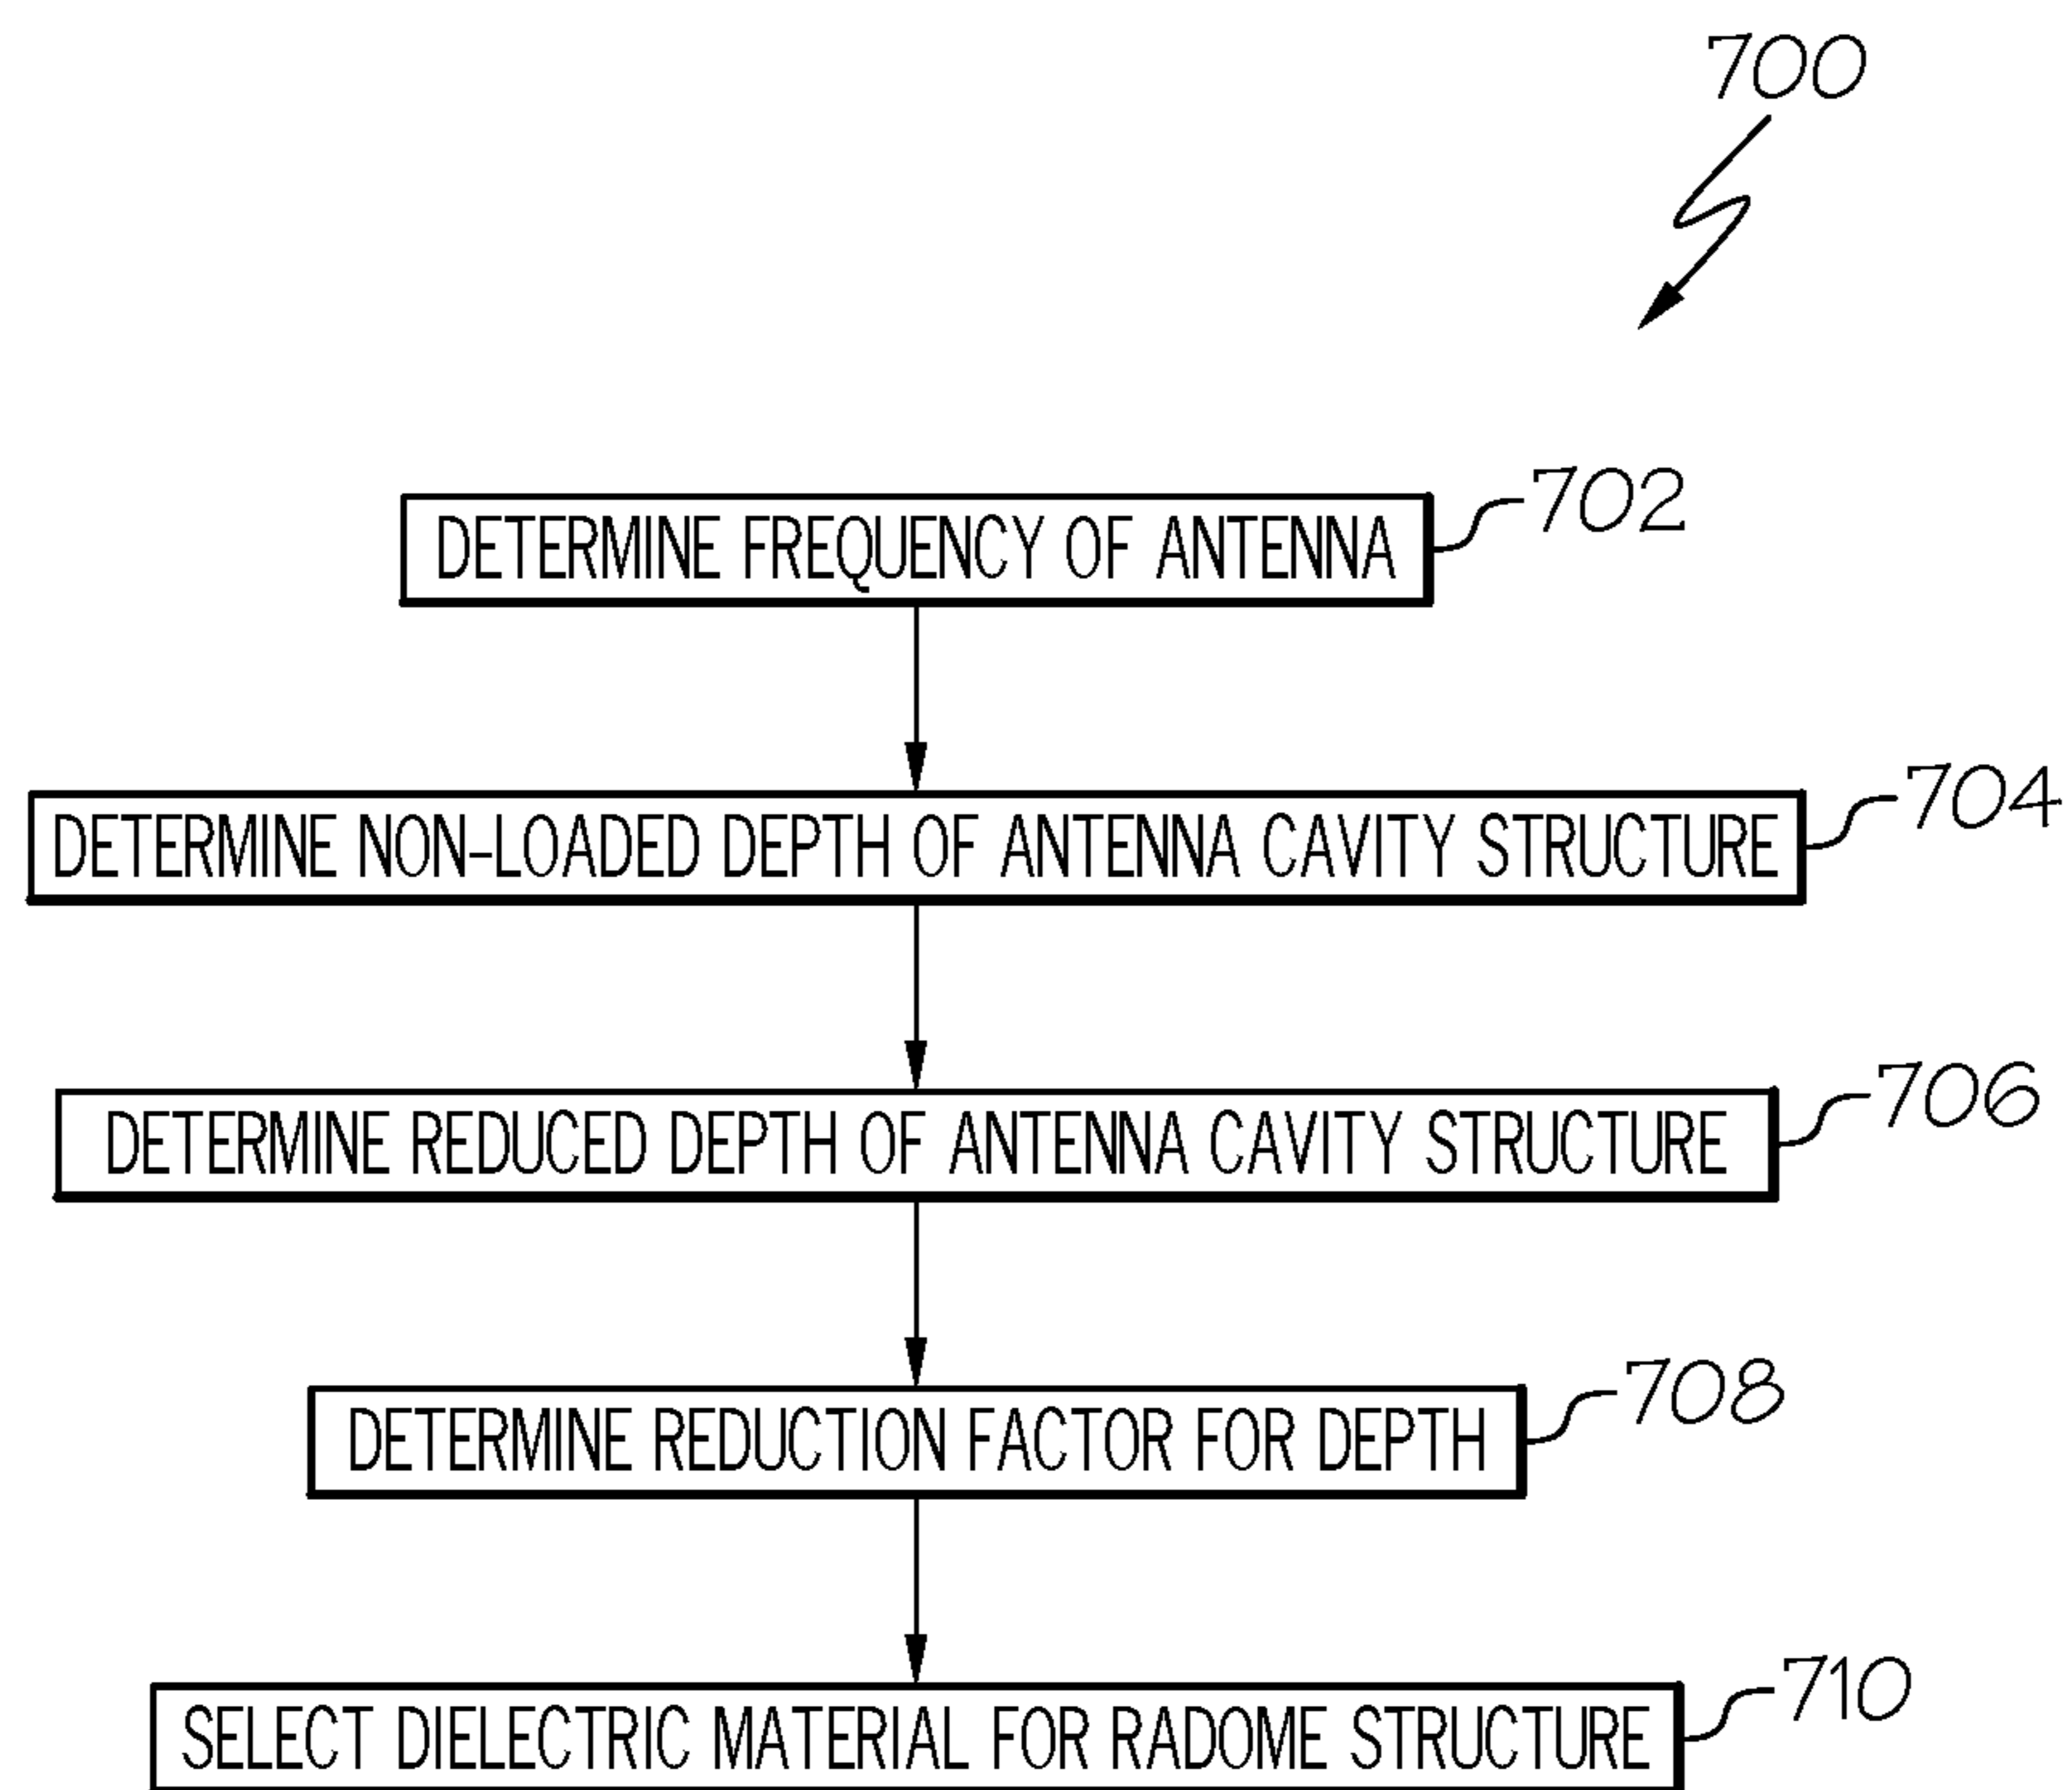 700
DETERMINE FREQUENCY OF ANTENNA
702
DETERMINE NON-LOADED DEPTH OF ANTENNA CAVITY STRUCTURE
704
DETERMINE REDUCED DEPTH OF ANTENNA CAVITY STRUCTURE
706
DETERMINE REDUCTION FACTOR FOR DEPTH
708
SELECT DIELECTRIC MATERIAL FOR RADOME STRUCTURE
710